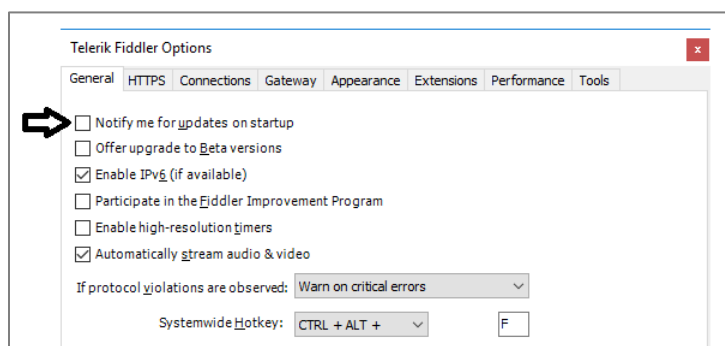 Telerik Fiddler Options
x
General HTTPS Connections Gateway Appearance Extensions Performance Tools
Notify me for updates on startup
Offer upgrade to Beta versions
Enable IPv6 (if available)
Participate in the Fiddler Improvement Program
Enable high-resolution timers
Automatically stream audio & video
If protocol violations are observed: Warn on critical errors
Systemwide Hotkey: CTRL + ALT + F